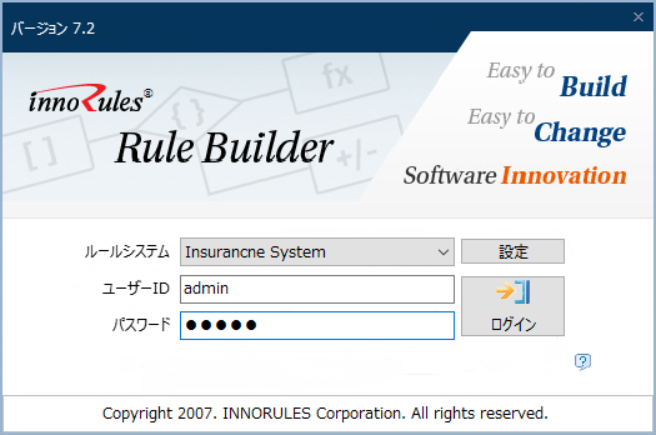 バージョン 7.2
fx
{ }
[ ]
+/-
innoRules®
Rule Builder
Easy to Build
Easy to Change
Software Innovation
ルールシステム Insurancne System 設定
ユーザーID admin
パスワード ●●●●●
ログイン
Copyright 2007. INNORULES Corporation. All rights reserved.